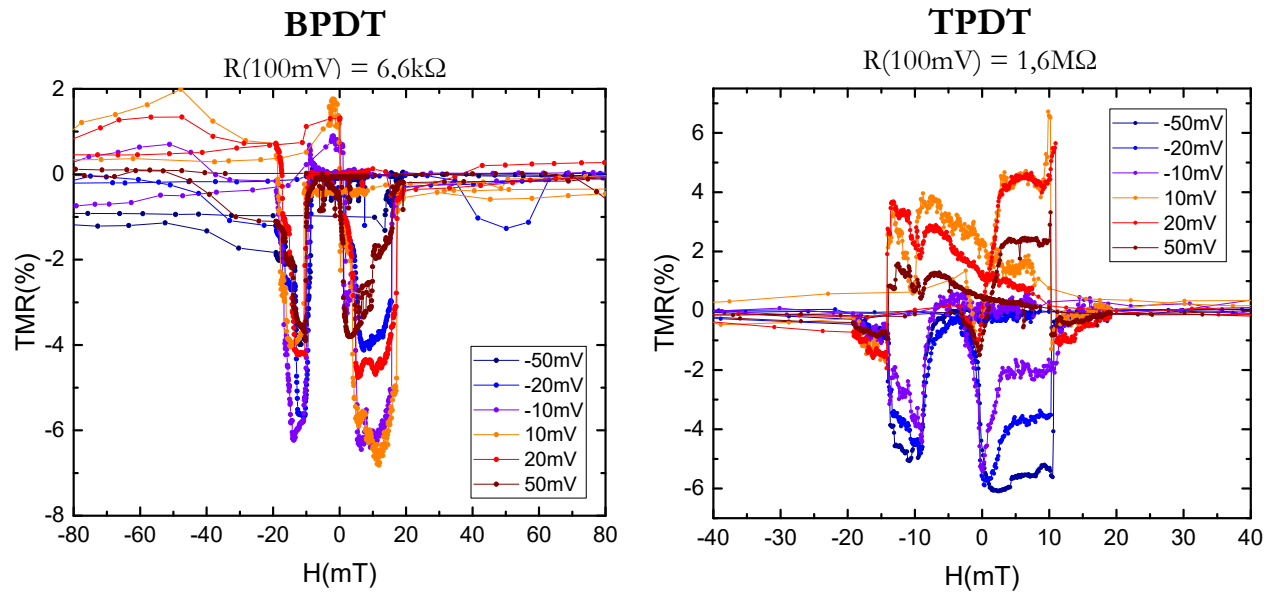 BPDT
R(100mV) = 6,6kΩ
2
0
-2
-4
-6
-8
TMR(%)
-80
-60
-40
-20
0
20
40
60
80
H(mT)
-50mV
-20mV
-10mV
10mV
20mV
50mV
TPDT
R(100mV) = 1,6MΩ
6
4
2
0
-2
-4
-6
TMR(%)
-40
-30
-20
-10
0
10
20
30
40
H(mT)
-50mV
-20mV
-10mV
10mV
20mV
50mV